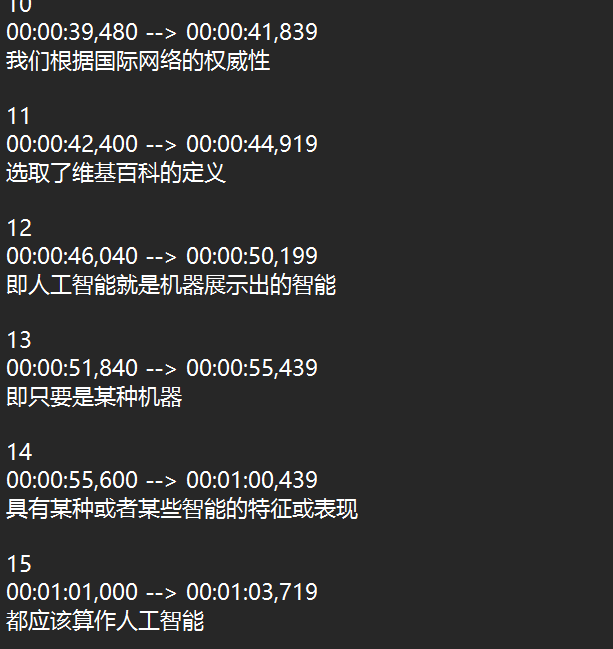 10
00:00:39,480 --> 00:00:41,839
我们根据国际网络的权威性
11
00:00:42,400 --> 00:00:44,919
选取了维基百科的定义
12
00:00:46,040 --> 00:00:50,199
即人工智能就是机器展示出的智能
13
00:00:51,840 --> 00:00:55,439
即只要是某种机器
14
00:00:55,600 --> 00:01:00,439
具有某种或者某些智能的特征或表现
15
00:01:01,000 --> 00:01:03,719
都应该算作人工智能